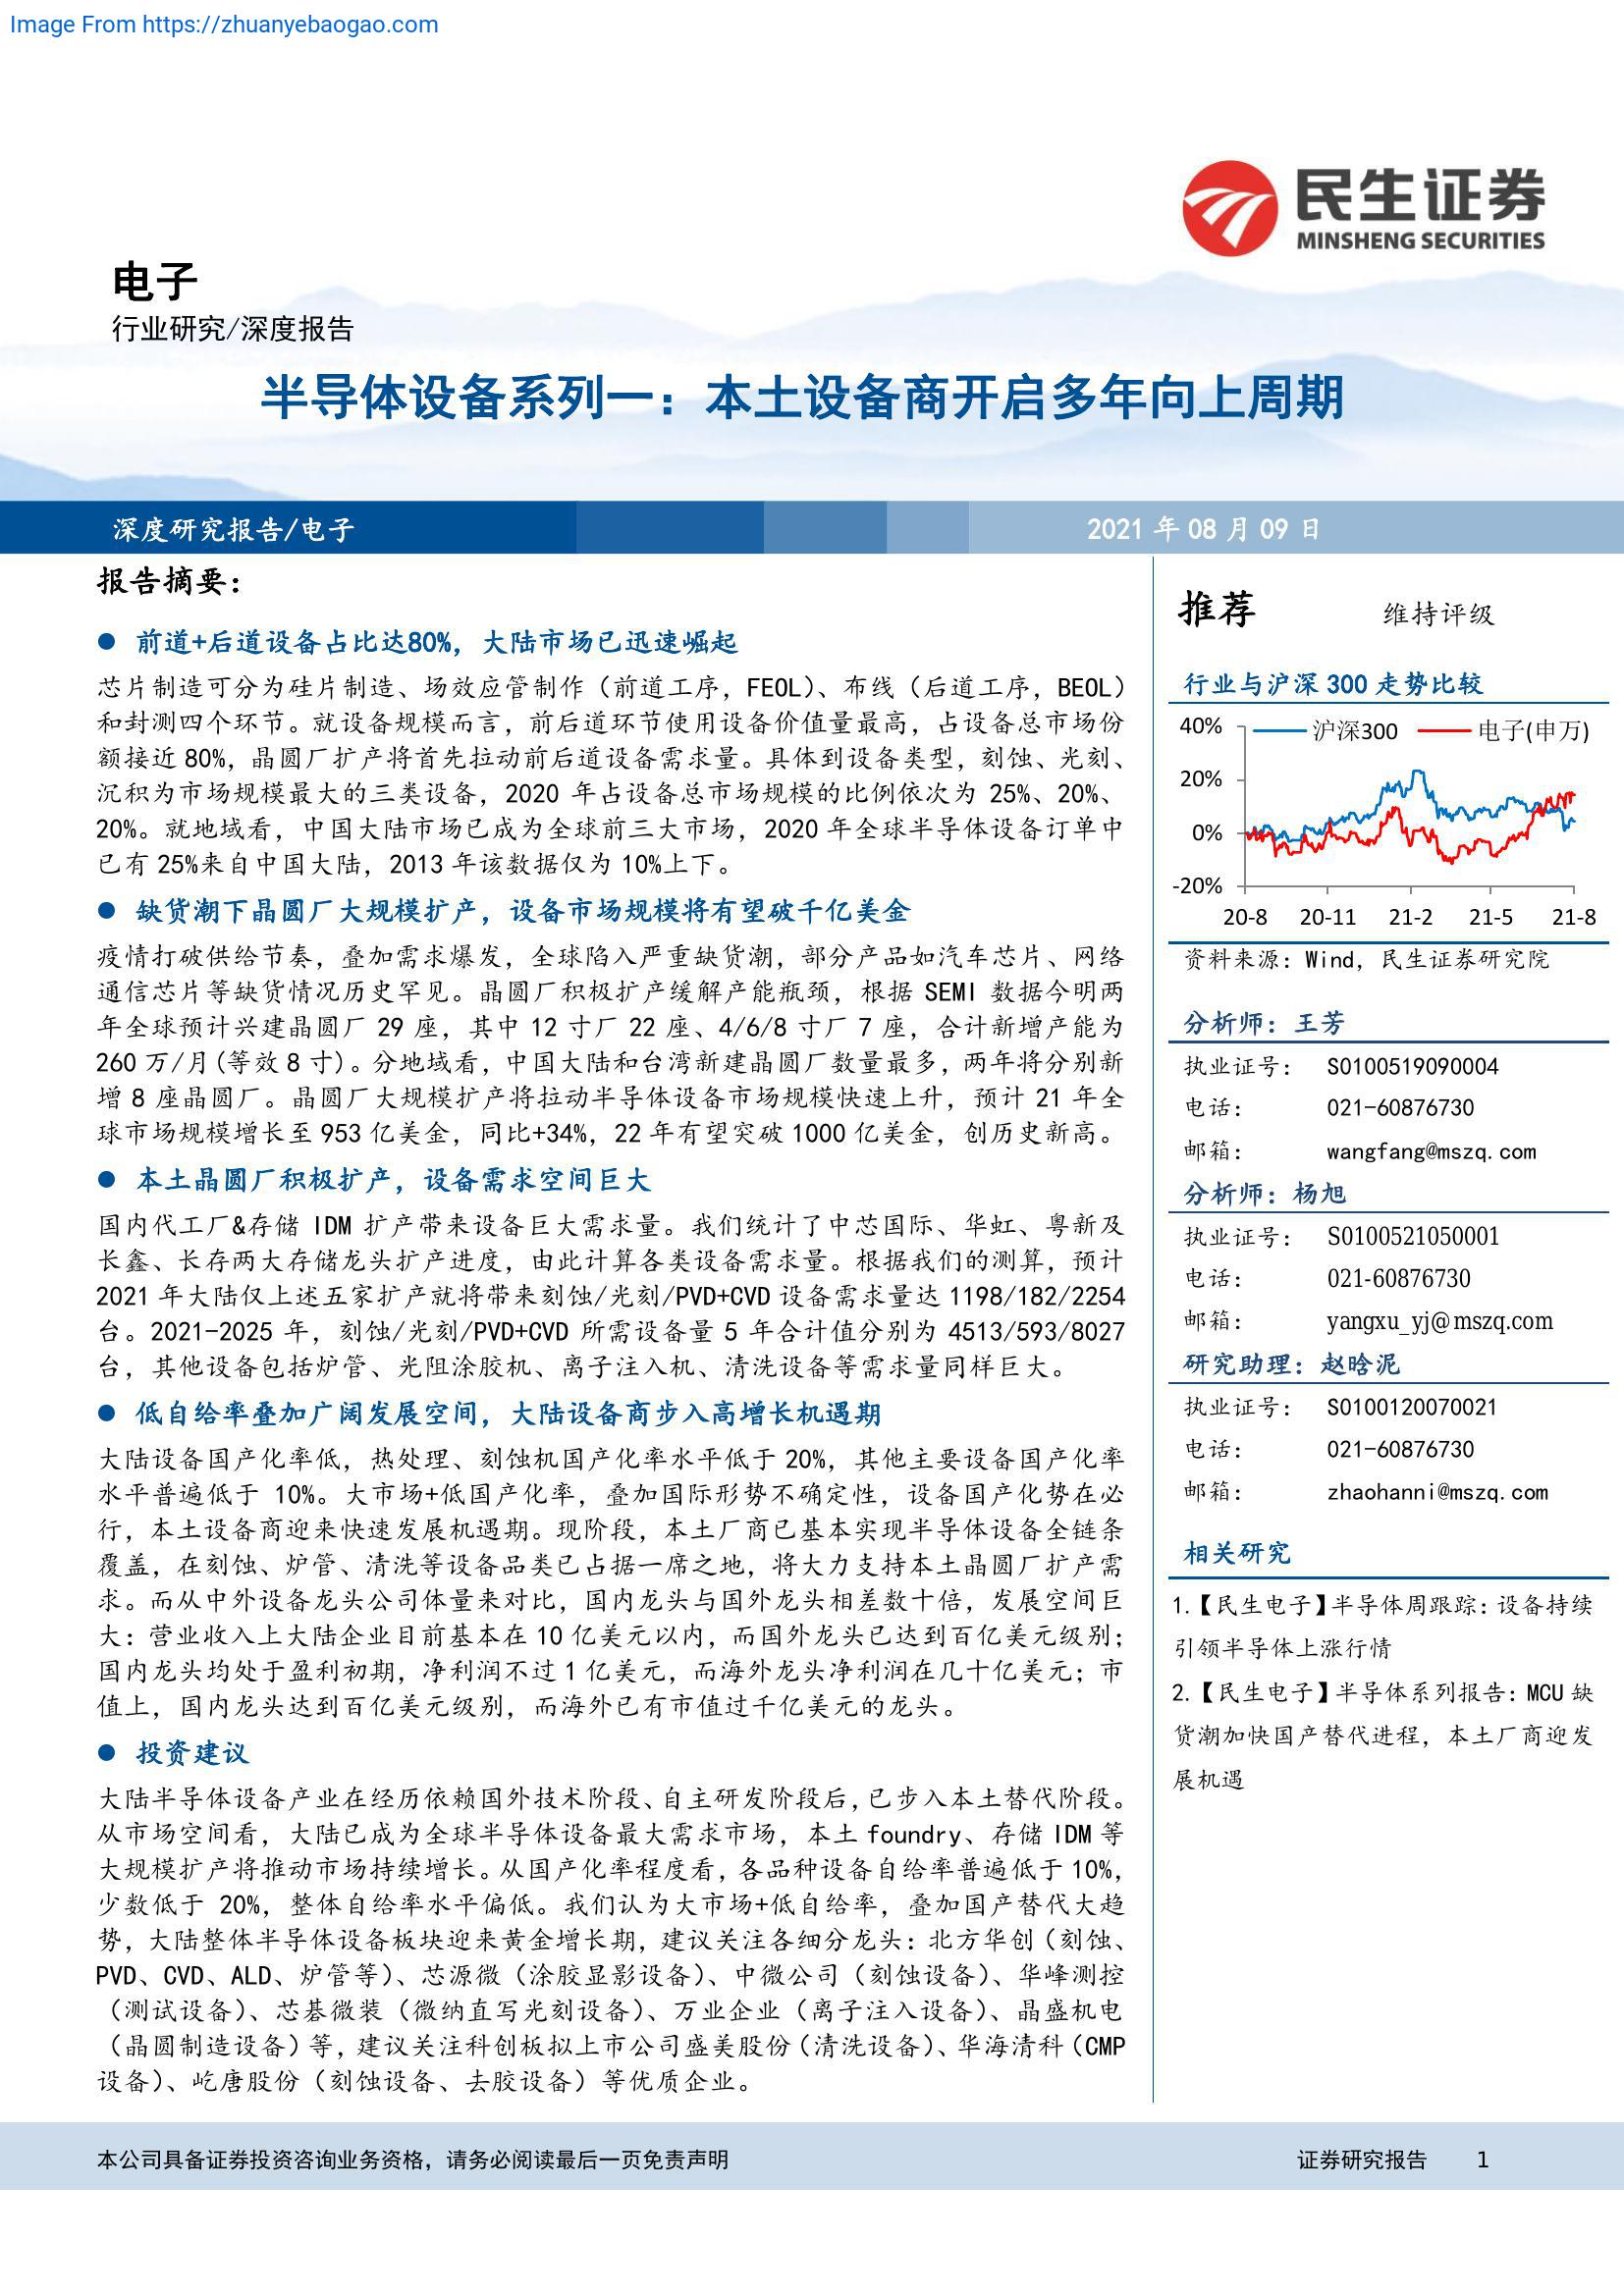 Image From https://zhuanyebaogao.com
民生证券
MINSHENG SECURITIES
电子
行业研究/深度报告
半导体设备系列一：本土设备商开启多年向上周期
深度研究报告/电子
2021 年 08 月 09 日
报告摘要：
● 前道+后道设备占比达80%，大陆市场已迅速崛起
芯片制造可分为硅片制造、场效应管制作（前道工序，FEOL）、布线（后道工序，BEOL）
和封测四个环节。就设备规模而言，前后道环节使用设备价值量最高，占设备总市场份
额接近 80%，晶圆厂扩产将首先拉动前后道设备需求量。具体到设备类型，刻蚀、光刻、
沉积为市场规模最大的三类设备，2020 年占设备总市场规模的比例依次为 25%、20%、
20%。就地域看，中国大陆市场已成为全球前三大市场，2020 年全球半导体设备订单中
已有 25%来自中国大陆，2013 年该数据仅为 10%上下。
● 缺货潮下晶圆厂大规模扩产，设备市场规模将有望破千亿美金
疫情打破供给节奏，叠加需求爆发，全球陷入严重缺货潮，部分产品如汽车芯片、网络
通信芯片等缺货情况历史罕见。晶圆厂积极扩产缓解产能瓶颈，根据 SEMI 数据今明两
年全球预计兴建晶圆厂 29 座，其中 12 寸厂 22 座、4/6/8 寸厂 7 座，合计新增产能为
260 万/月(等效 8 寸)。分地域看，中国大陆和台湾新建晶圆厂数量最多，两年将分别新
增 8 座晶圆厂。晶圆厂大规模扩产将拉动半导体设备市场规模快速上升，预计 21 年全
球市场规模增长至 953 亿美金，同比+34%，22 年有望突破 1000 亿美金，创历史新高。
● 本土晶圆厂积极扩产，设备需求空间巨大
国内代工厂&存储 IDM 扩产带来设备巨大需求量。我们统计了中芯国际、华虹、粤新及
长鑫、长存两大存储龙头扩产进度，由此计算各类设备需求量。根据我们的测算，预计
2021 年大陆仅上述五家扩产就将带来刻蚀/光刻/PVD+CVD 设备需求量达 1198/182/2254
台。2021-2025 年，刻蚀/光刻/PVD+CVD 所需设备量 5 年合计值分别为 4513/593/8027
台，其他设备包括炉管、光阻涂胶机、离子注入机、清洗设备等需求量同样巨大。
● 低自给率叠加广阔发展空间，大陆设备商步入高增长机遇期
大陆设备国产化率低，热处理、刻蚀机国产化率水平低于 20%，其他主要设备国产化率
水平普遍低于 10%。大市场+低国产化率，叠加国际形势不确定性，设备国产化势在必
行，本土设备商迎来快速发展机遇期。现阶段，本土厂商已基本实现半导体设备全链条
覆盖，在刻蚀、炉管、清洗等设备品类已占据一席之地，将大力支持本土晶圆厂扩产需
求。而从中外设备龙头公司体量来对比，国内龙头与国外龙头相差数十倍，发展空间巨
大：营业收入上大陆企业目前基本在 10 亿美元以内，而国外龙头已达到百亿美元级别；
国内龙头均处于盈利初期，净利润不过 1 亿美元，而海外龙头净利润在几十亿美元；市
值上，国内龙头达到百亿美元级别，而海外已有市值过千亿美元的龙头。
● 投资建议
大陆半导体设备产业在经历依赖国外技术阶段、自主研发阶段后，已步入本土替代阶段。
从市场空间看，大陆已成为全球半导体设备最大需求市场，本土 foundry、存储 IDM 等
大规模扩产将推动市场持续增长。从国产化率程度看，各品种设备自给率普遍低于 10%，
少数低于 20%，整体自给率水平偏低。我们认为大市场+低自给率，叠加国产替代大趋
势，大陆整体半导体设备板块迎来黄金增长期，建议关注各细分龙头：北方华创（刻蚀、
PVD、CVD、ALD、炉管等）、芯源微（涂胶显影设备）、中微公司（刻蚀设备）、华峰测控
（测试设备）、芯碁微装（微纳直写光刻设备）、万业企业（离子注入设备）、晶盛机电
（晶圆制造设备）等，建议关注科创板拟上市公司盛美股份（清洗设备）、华海清科（CMP
设备）、屹唐股份（刻蚀设备、去胶设备）等优质企业。
推荐 维持评级
行业与沪深 300 走势比较
沪深300 电子(申万)
40%
20%
0%
-20%
20-8 20-11 21-2 21-5 21-8
资料来源：Wind，民生证券研究院
分析师：王芳
执业证号： S0100519090004
电话： 021-60876730
邮箱： wangfang@mszq.com
分析师：杨旭
执业证号： S0100521050001
电话： 021-60876730
邮箱： yangxu_yj@mszq.com
研究助理：赵晗泥
执业证号： S0100120070021
电话： 021-60876730
邮箱： zhaohanni@mszq.com
相关研究
1.【民生电子】半导体周跟踪：设备持续
引领半导体上涨行情
2.【民生电子】半导体系列报告：MCU 缺
货潮加快国产替代进程，本土厂商迎发
展机遇
本公司具备证券投资咨询业务资格，请务必阅读最后一页免责声明
证券研究报告 1